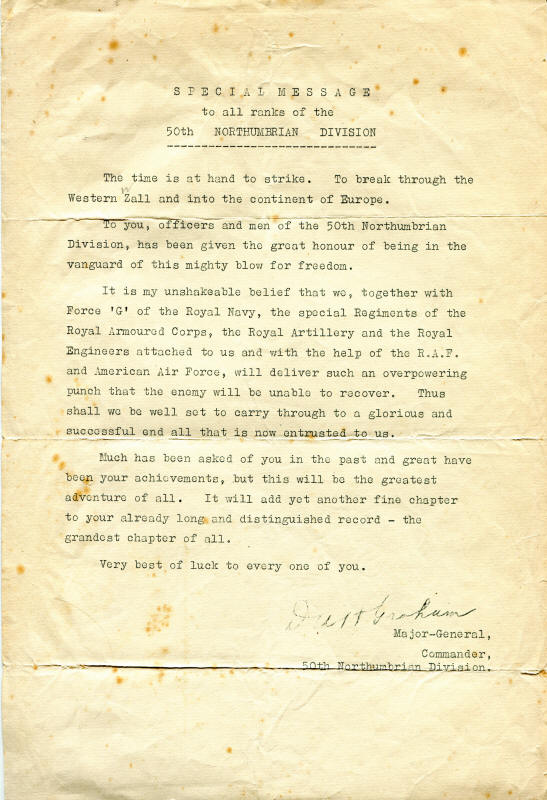 SPECIAL MESSAGE
to all ranks of the
50th NORTHUMBRIAN DIVISION
The time is at hand to strike. To break through the
Western Zall and into the continent of Europe.
To you, officers and men of the 50th Northumbrian
Division, has been given the great honour of being in the
vanguard of this mighty blow for freedom.
It is my unshakeable belief that we, together with
Force 'G' of the Royal Navy, the special Regiments of the
Royal Armoured Corps, the Royal Artillery and the Royal
Engineers attached to us and with the help of the R.A.F.
and American Air Force, will deliver such an overpowering
punch that the enemy will be unable to recover. Thus
shall we be well set to carry through to a glorious and
successful end all that is now entrusted to us.
Much has been asked of you in the past and great have
been your achievements, but this will be the greatest
adventure of all. It will add yet another fine chapter
to your already long and distinguished record - the
grandest chapter of all.
Very best of luck to every one of you.
Graham
Major-General,
Commander,
50th Northumbrian Division.